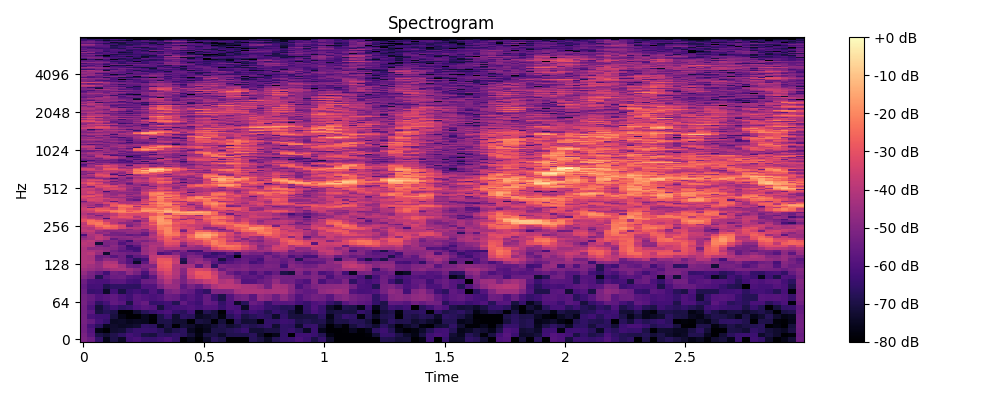 Spectrogram
Hz
4096
2048
1024
512
256
128
64
0
0
0.5
1
1.5
2
2.5
Time
+0 dB
-10 dB
-20 dB
-30 dB
-40 dB
-50 dB
-60 dB
-70 dB
-80 dB